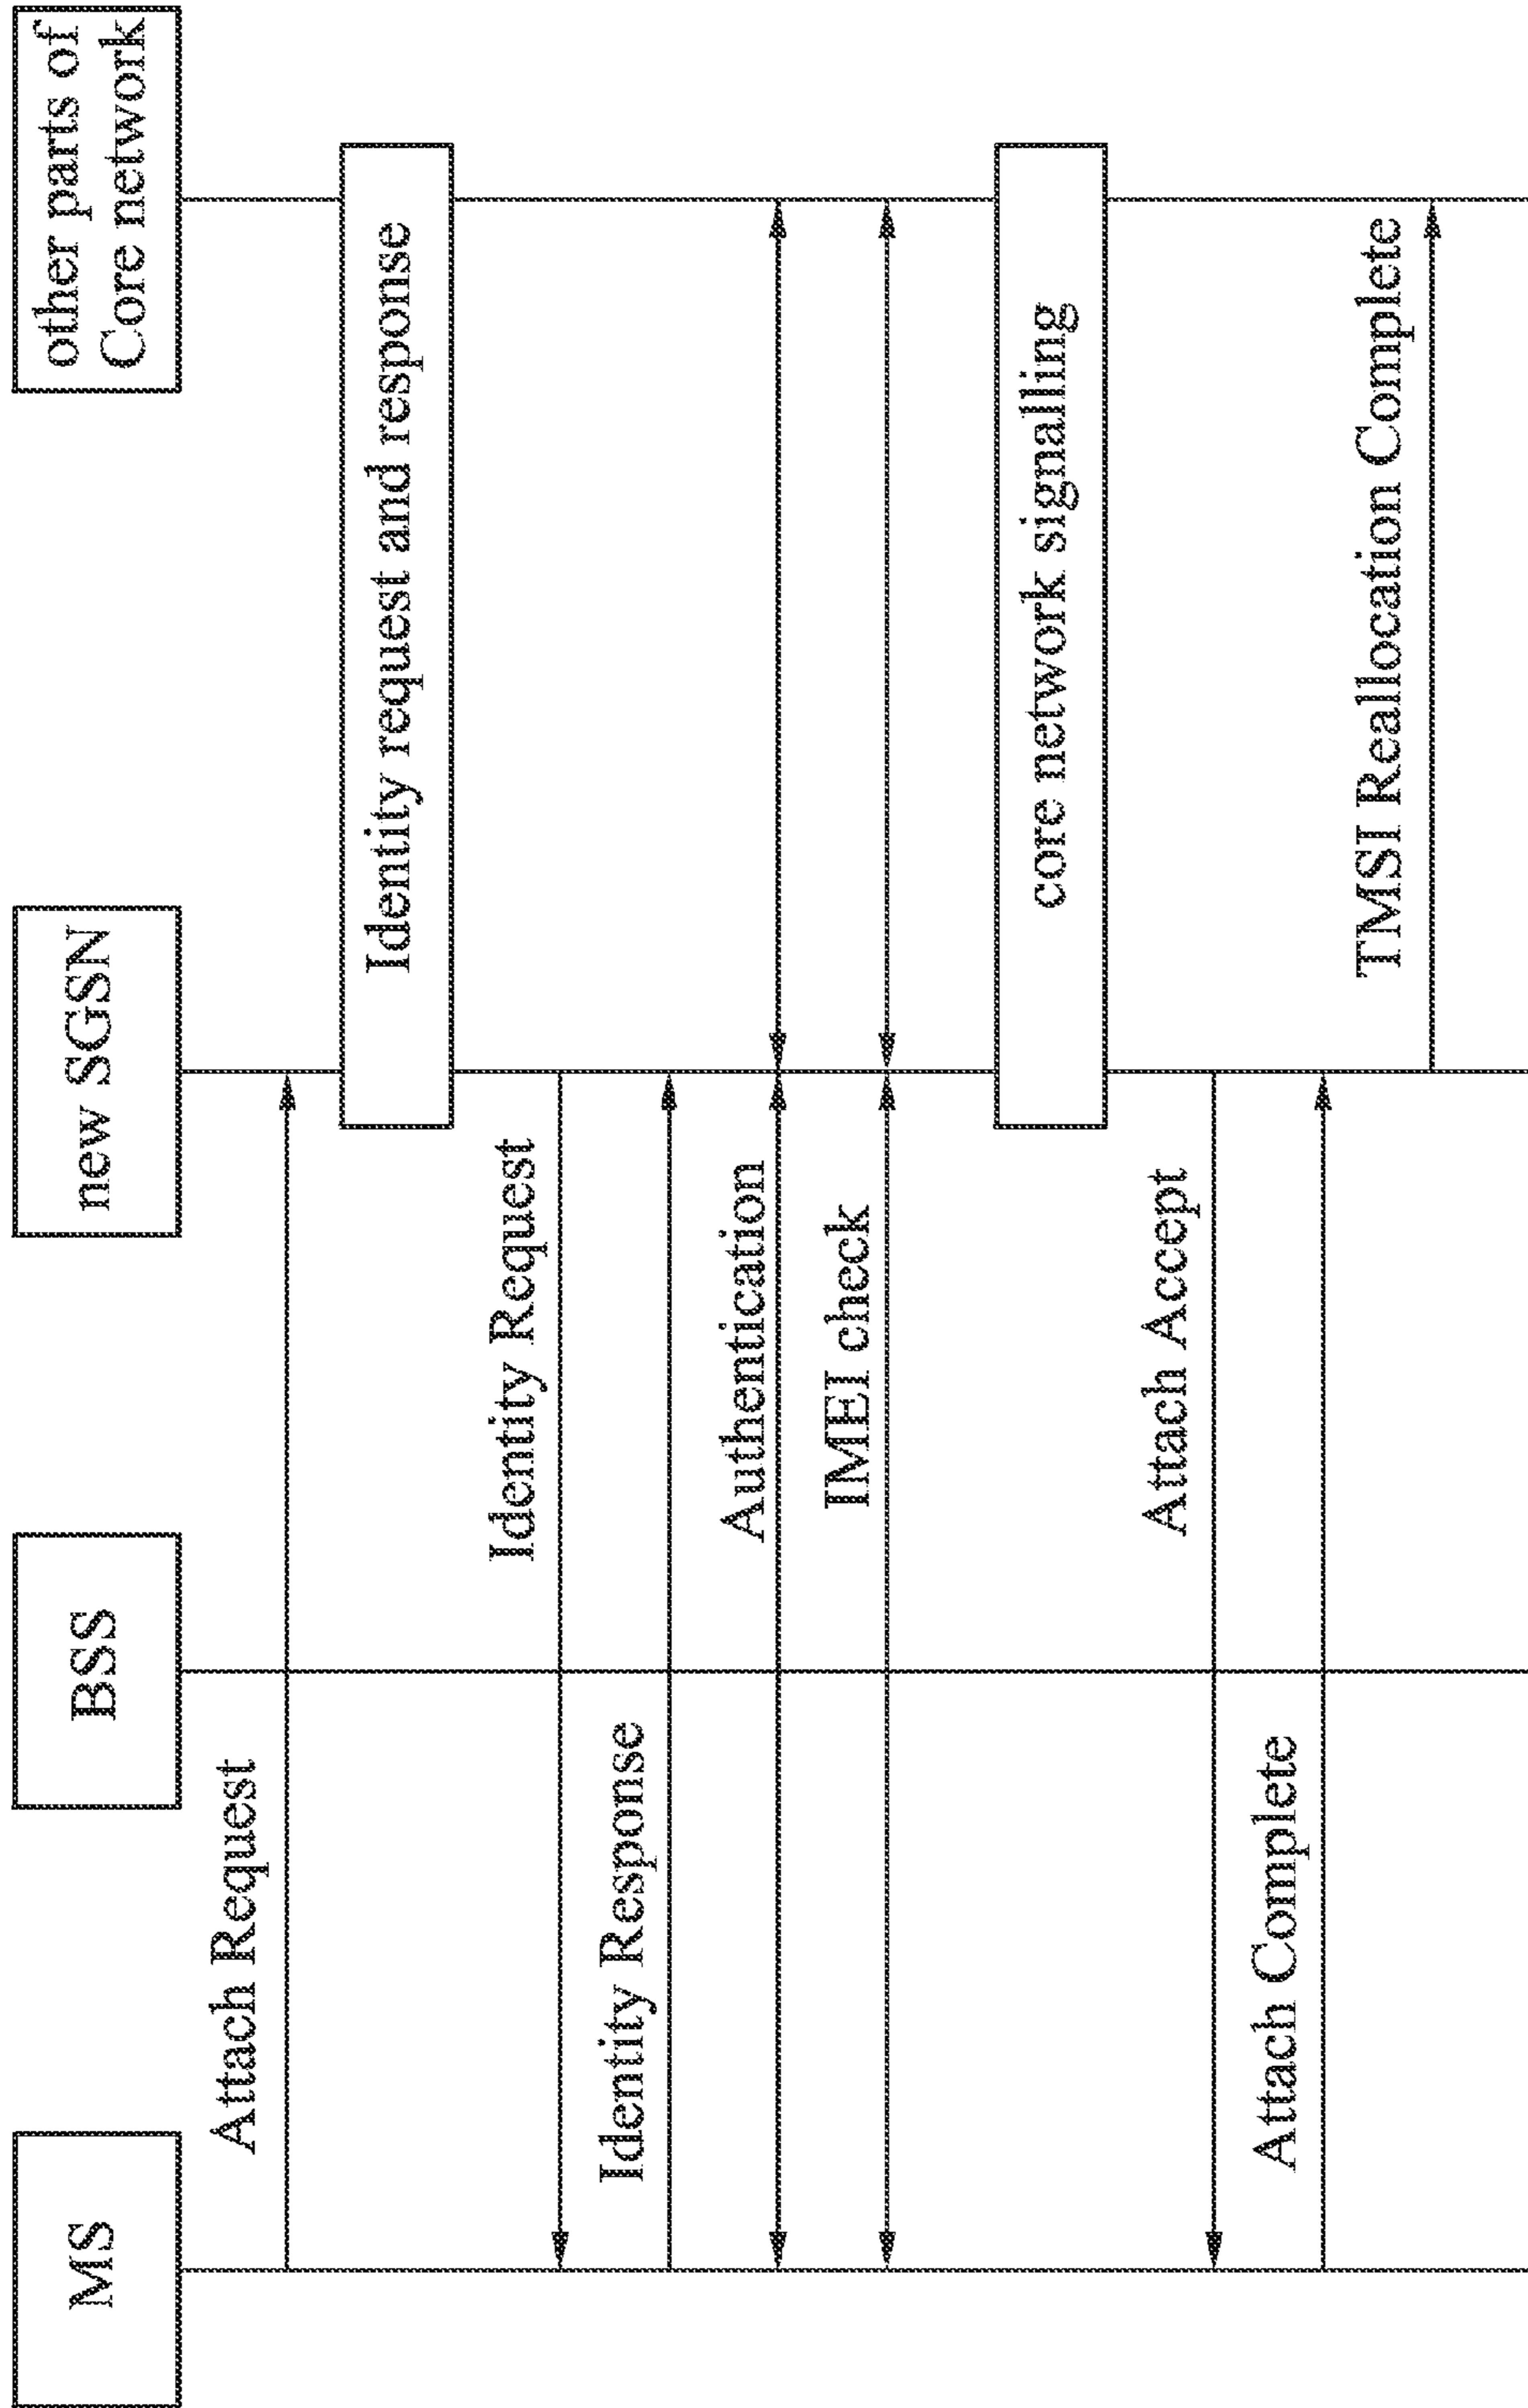 MS
BSS
new SGSN
other parts of
Core network
Attach Request
Identity request and response
Identity Request
Identity Response
Authentication
IMEI check
core network signalling
Attach Accept
Attach Complete
TMSI Reallocation Complete